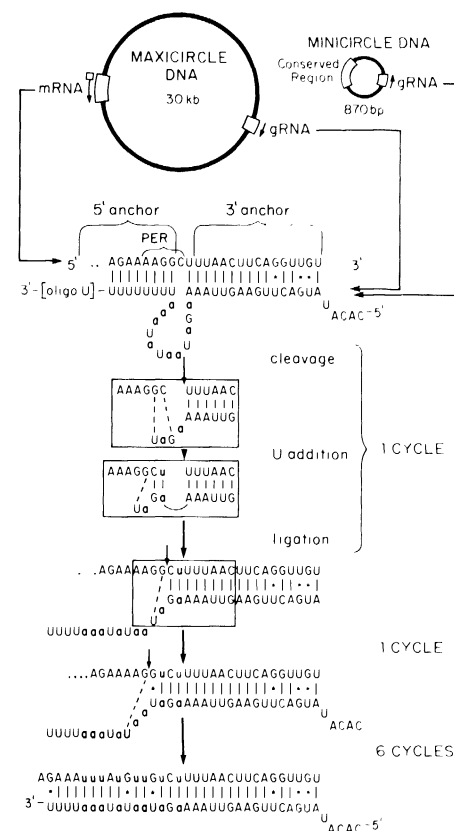 MAXICIRCLE
DNA
30 kb
MINICIRCLE DNA
Conserved
Region
870 bp
mRNA
gRNA
gRNA
5' anchor
3' anchor
PER
5' .. AGAAAAGGCUUUAACUUCAGGUUGU 3'
3'-[oligo U]-UUUUUUUU
a AAAUUGAAGUUCAGUA
a a
a G
U a
a U
Uaa
U
ACAC-5'
cleavage
AAAGGC UUUAAC
AAAUUG
a
UaG
U addition
1 CYCLE
AAAGGCu UUUAAC
Ga AAAUUG
Ua
ligation
. ..AGAAAAGGCuUUUAACUUCAGGUUGU
GaAAAUUGAAGUUCAGUA
a
U
UUUUaaaUaUaa
1 CYCLE
....AGAAAAGGuCuUUUAACUUCAGGUUGU
UaGaAAAUUGAAGUUCAGUA
a
a
UUUUaaaUaU
U
ACAC
6 CYCLES
AGAAAuuuAuGuuGuCuUUUAACUUCAGGUUGU
3'-UUUUaaaUaUaaUaGaAAAUUGAAGUUCAGUA
U
ACAC-5'